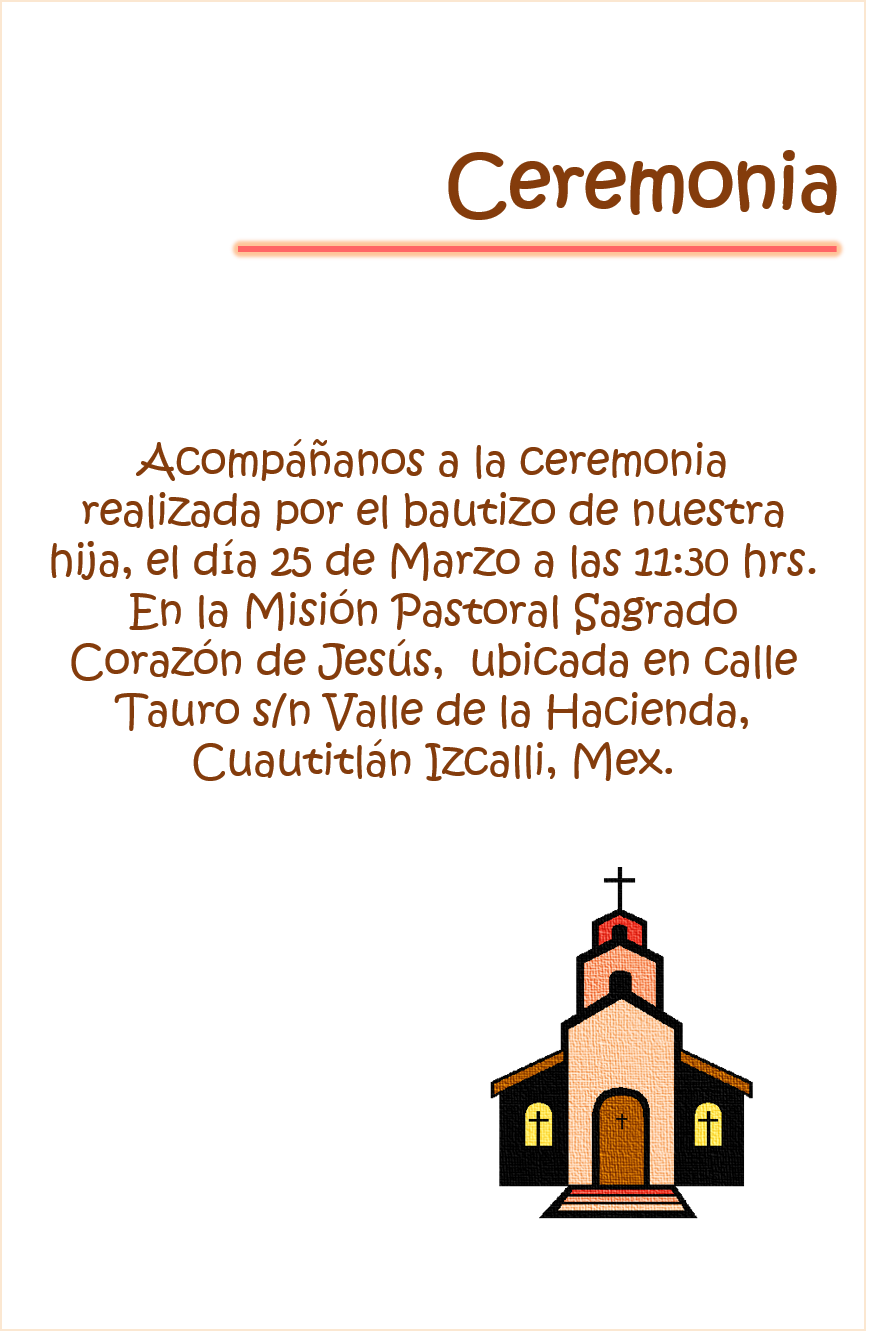 Ceremonia
Acompáñanos a la ceremonia
realizada por el bautizo de nuestra
hija, el día 25 de Marzo a las 11:30 hrs.
En la Misión Pastoral Sagrado
Corazón de Jesús,  ubicada en calle
Tauro s/n Valle de la Hacienda,
Cuautitlán Izcalli, Mex.